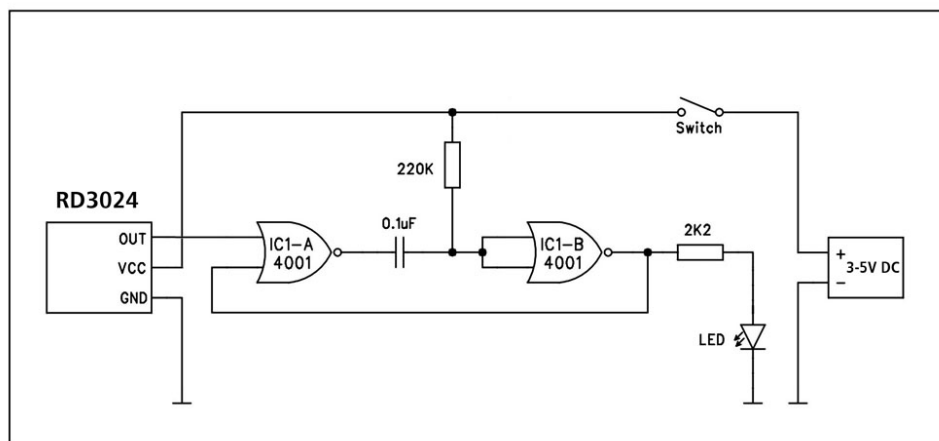 Switch
220K
RD3024
0.1uF
OUT
VCC
GND
IC1-A
4001
IC1-B
4001
2K2
+
3-5V DC
−
LED